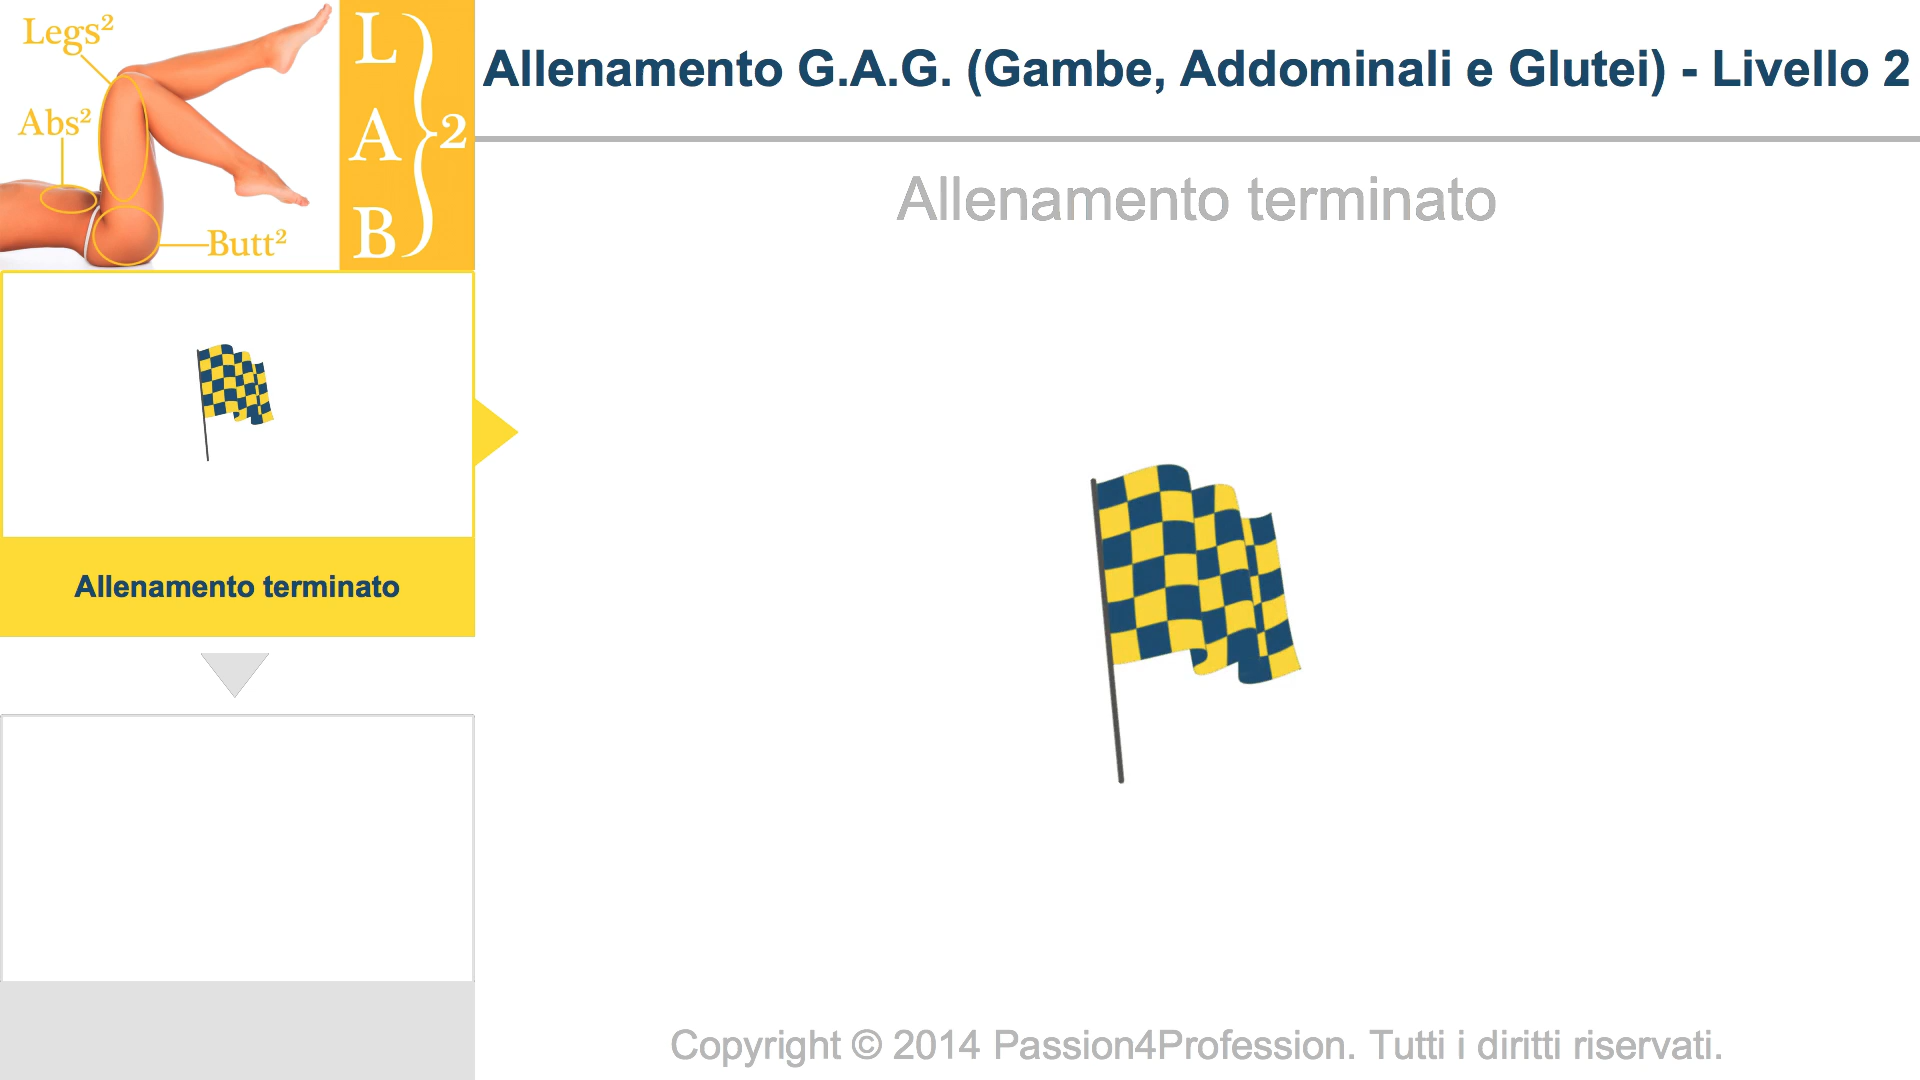 Legs²
Abs²
Butt²
L
A
B
2
Allenamento G.A.G. (Gambe, Addominali e Glutei) - Livello 2
Allenamento terminato
Allenamento terminato
Copyright © 2014 Passion4Profession. Tutti i diritti riservati.